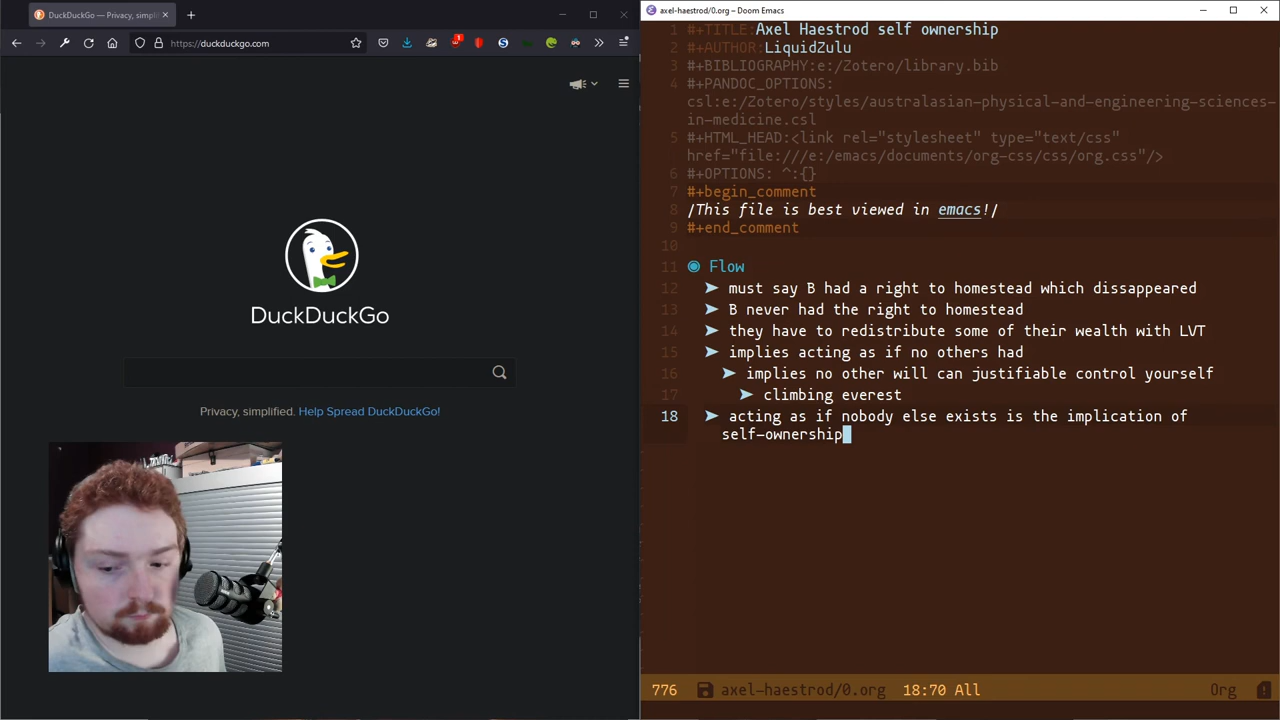 DuckDuckGo — Privacy, simplifi
https://duckduckgo.com
1
DuckDuckGo
Privacy, simplified. Help Spread DuckDuckGo!
axel-haestrod/0.org – Doom Emacs
1 #+TITLE:Axel Haestrod self ownership
2 #+AUTHOR:LiquidZulu
3 #+BIBLIOGRAPHY:e:/Zotero/library.bib
4 #+PANDOC_OPTIONS:
csl:e:/Zotero/styles/australasian-physical-and-engineering-sciences-
in-medicine.csl
5 #+HTML_HEAD:<link rel="stylesheet" type="text/css"
href="file:///e:/emacs/documents/org-css/css/org.css"/>
6 #+OPTIONS: ^:{}
7 #+begin_comment
8 /This file is best viewed in emacs!/
9 #+end_comment
10
11 ◉ Flow
12 ➤ must say B had a right to homestead which dissappeared
13 ➤ B never had the right to homestead
14 ➤ they have to redistribute some of their wealth with LVT
15 ➤ implies acting as if no others had
16 ➤ implies no other will can justifiable control yourself
17 ➤ climbing everest
18 ➤ acting as if nobody else exists is the implication of
self-ownership
776 axel-haestrod/0.org 18:70 All Org